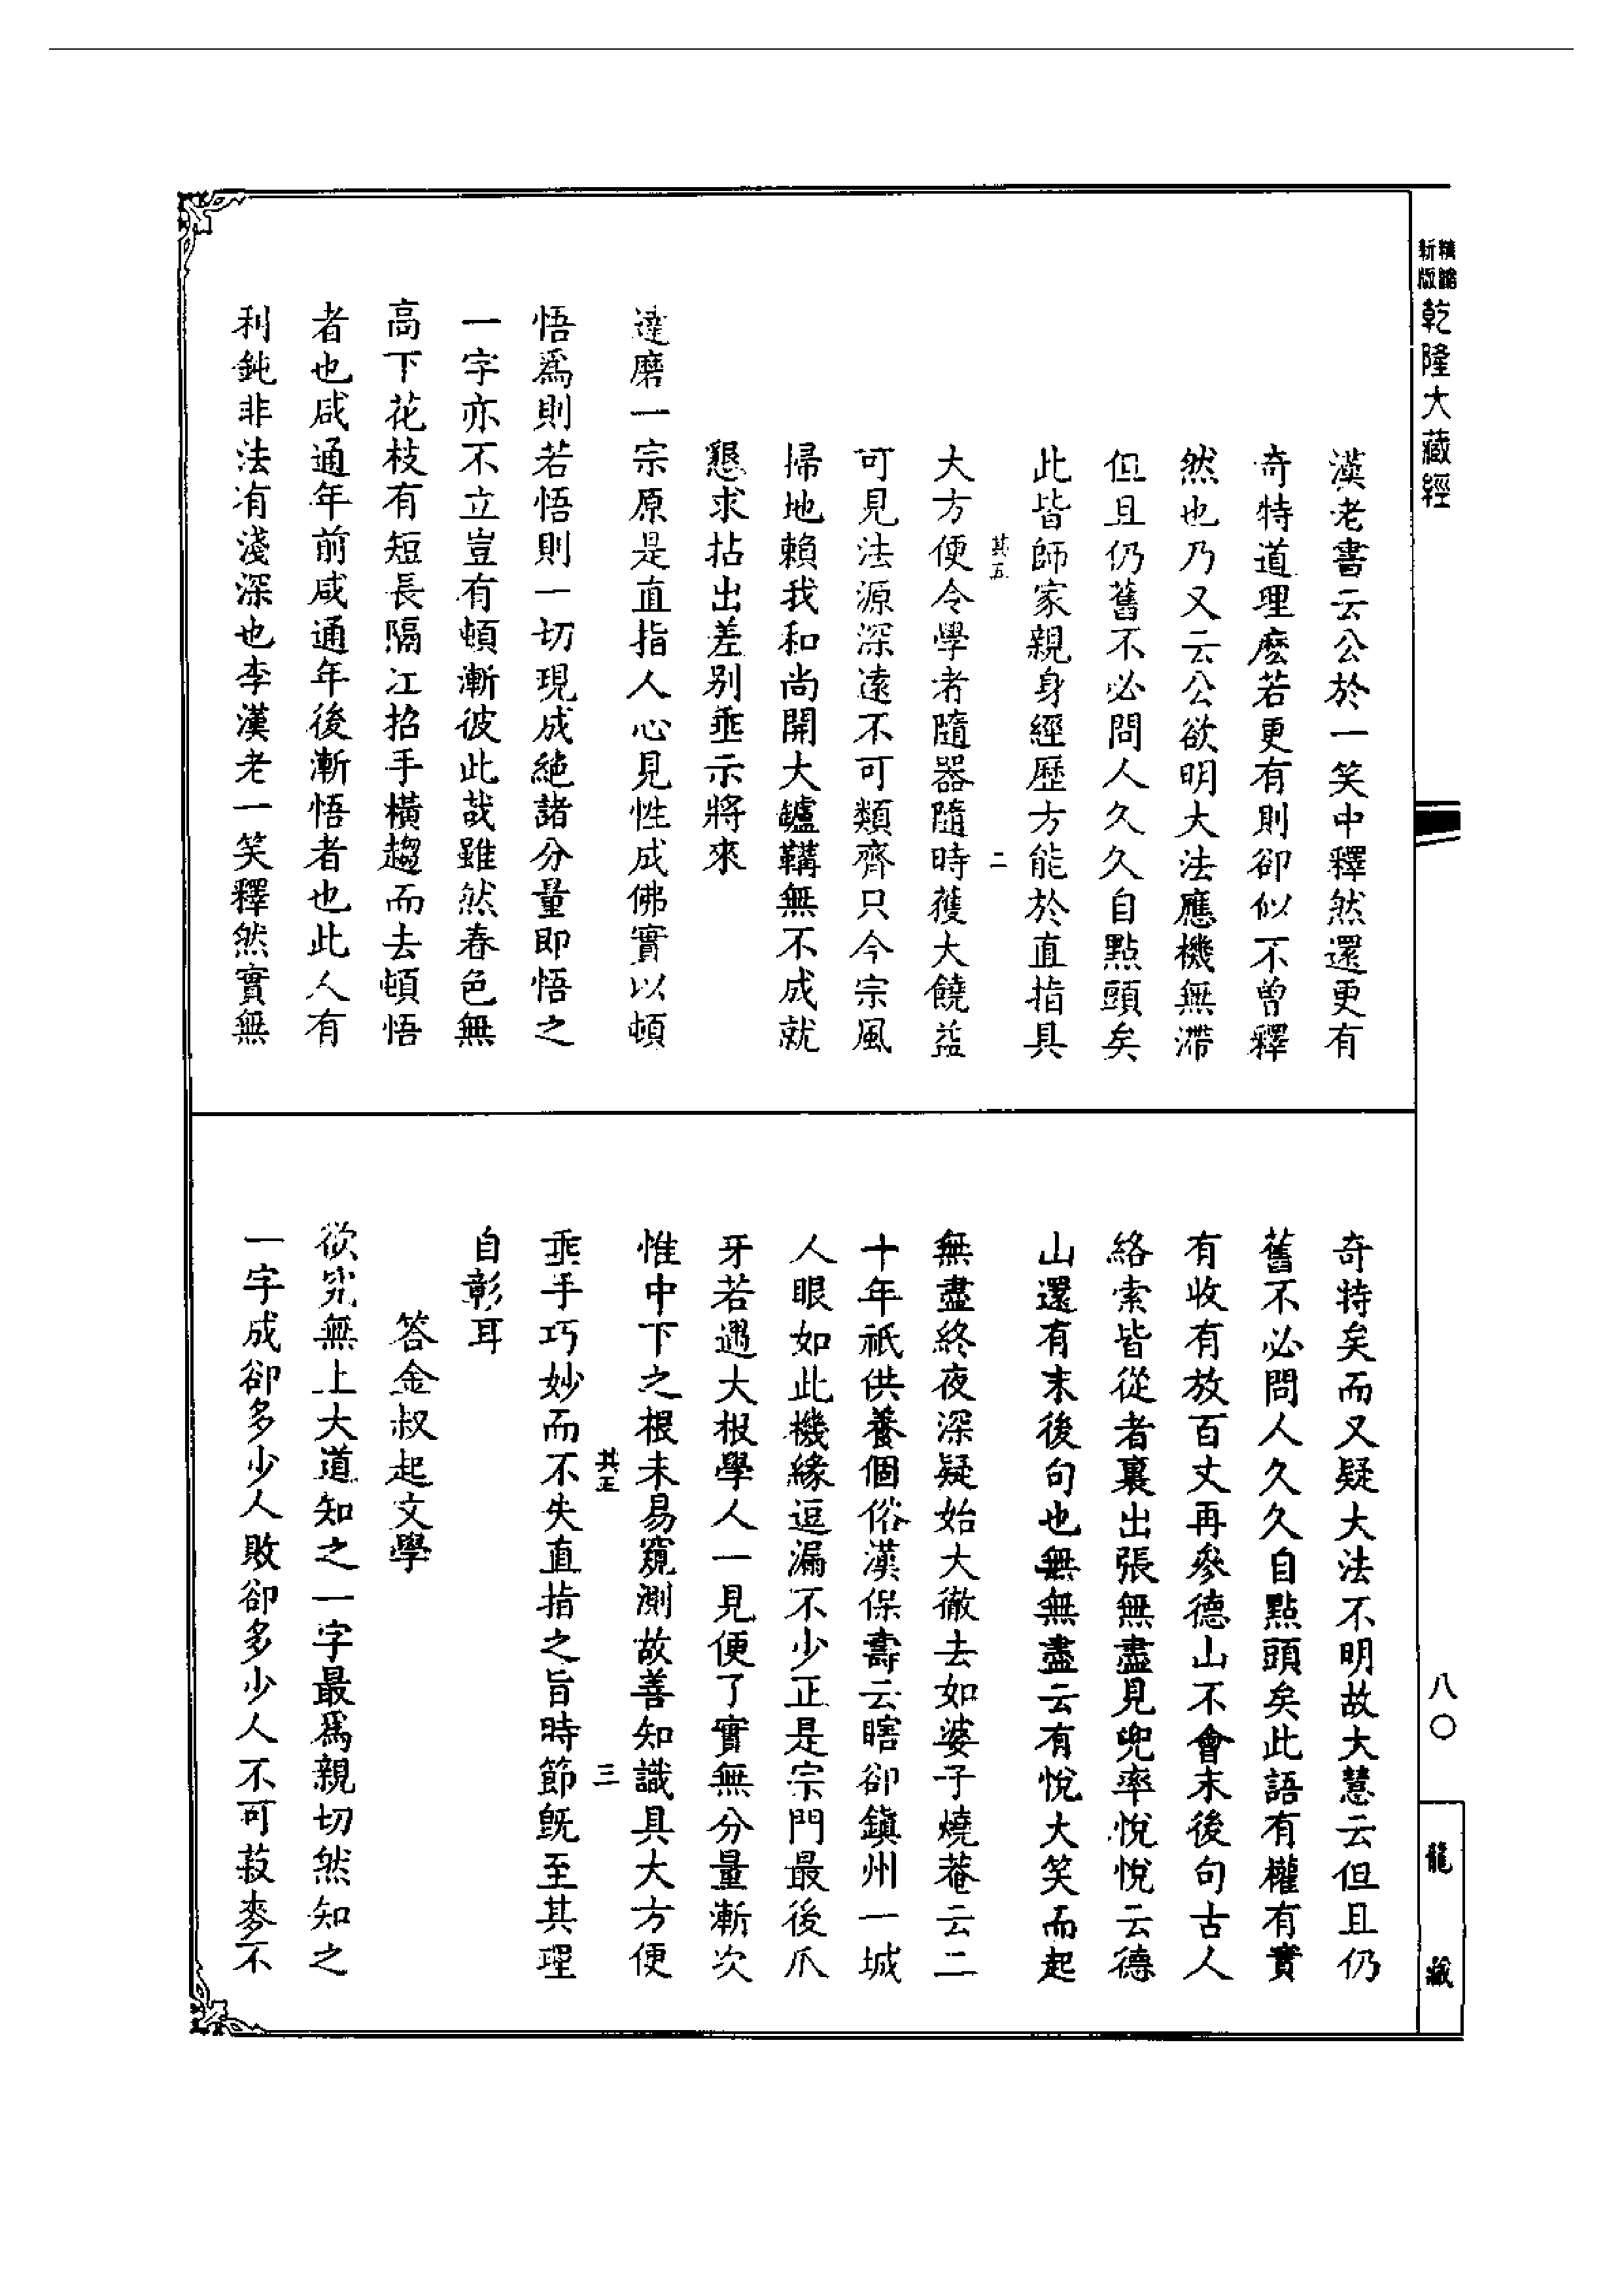 精縮新版
乾隆大藏經
漢老書云公於一笑中釋然還更有
奇特道理麽若更有則卻似不曾釋
然也乃又云公欲明大法應機無滯
但且仍舊不必問人久久自點頭矣
此皆師家親身經歷方能於直指具
其五 二
大方便令學者隨器隨時獲大饒益
可見法源深遠不可類齊只今宗風
掃地賴我和尚開大鑪鞲無不成就
懇求拈出差別垂示將來
達磨一宗原是直指人心見性成佛實以頓
悟爲則若悟則一切現成絶諸分量即悟之
一字亦不立豈有頓漸彼此哉雖然春色無
高下花枝有短長隔江招手橫趨而去頓悟
者也咸通年前咸通年後漸悟者也此人有
利鈍非法有淺深也李漢老一笑釋然實無
奇特矣而又疑大法不明故大慧云但且仍
舊不必問人久久自點頭矣此語有權有實
有收有放百丈再參德山不會末後句古人
絡索皆從者裏出張無盡見兜率悅悅云德
山還有末後句也無無盡云有悅大笑而起
無盡終夜深疑始大徹去如婆子燒菴云二
十年祇供養個俗漢保壽云瞎卻鎭州一城
人眼如此機緣逗漏不少正是宗門最後爪
牙若遇大根學人一見便了實無分量漸次
惟中下之根未易窺測故善知識具大方便
其五 三
垂手巧妙而不失直指之旨時節既至其理
自彰耳
答金叔起文學
欲究無上大道知之一字最爲親切然知之
一字成卻多少人敗卻多少人不可菽麥不
八〇
龍藏